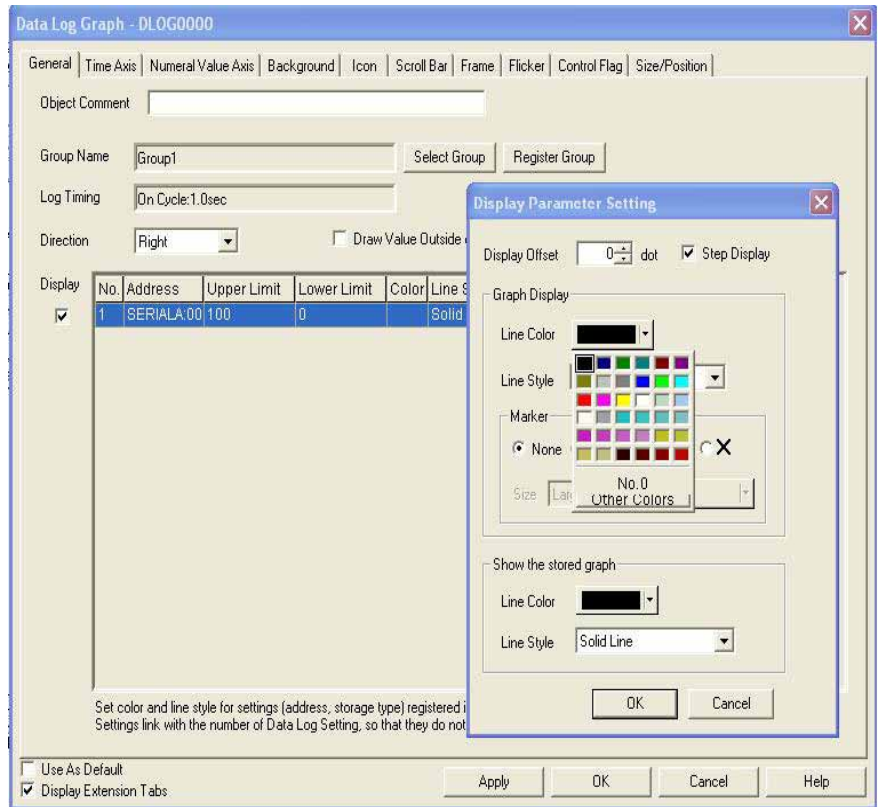 Data Log Graph - DLOG0000
General Time Axis Numeral Value Axis Background Icon Scroll Bar Frame Flicker Control Flag Size/Position
Object Comment
Group Name Group1 Select Group Register Group
Log Timing On Cycle:1.0sec
Direction Right Draw Value Outside
Display
No. Address Upper Limit Lower Limit Color Line
1 SERIALA:00 100 0 Solid
Set color and line style for settings (address, storage type) registered
Settings link with the number of Data Log Setting, so that they do not
Use As Default
Display Extension Tabs
Apply OK Cancel Help
Display Parameter Setting
Display Offset 0 dot Step Display
Graph Display
Line Color
Line Style
Marker
None X
Size
No.0
Other Colors
Show the stored graph
Line Color
Line Style Solid Line
OK Cancel